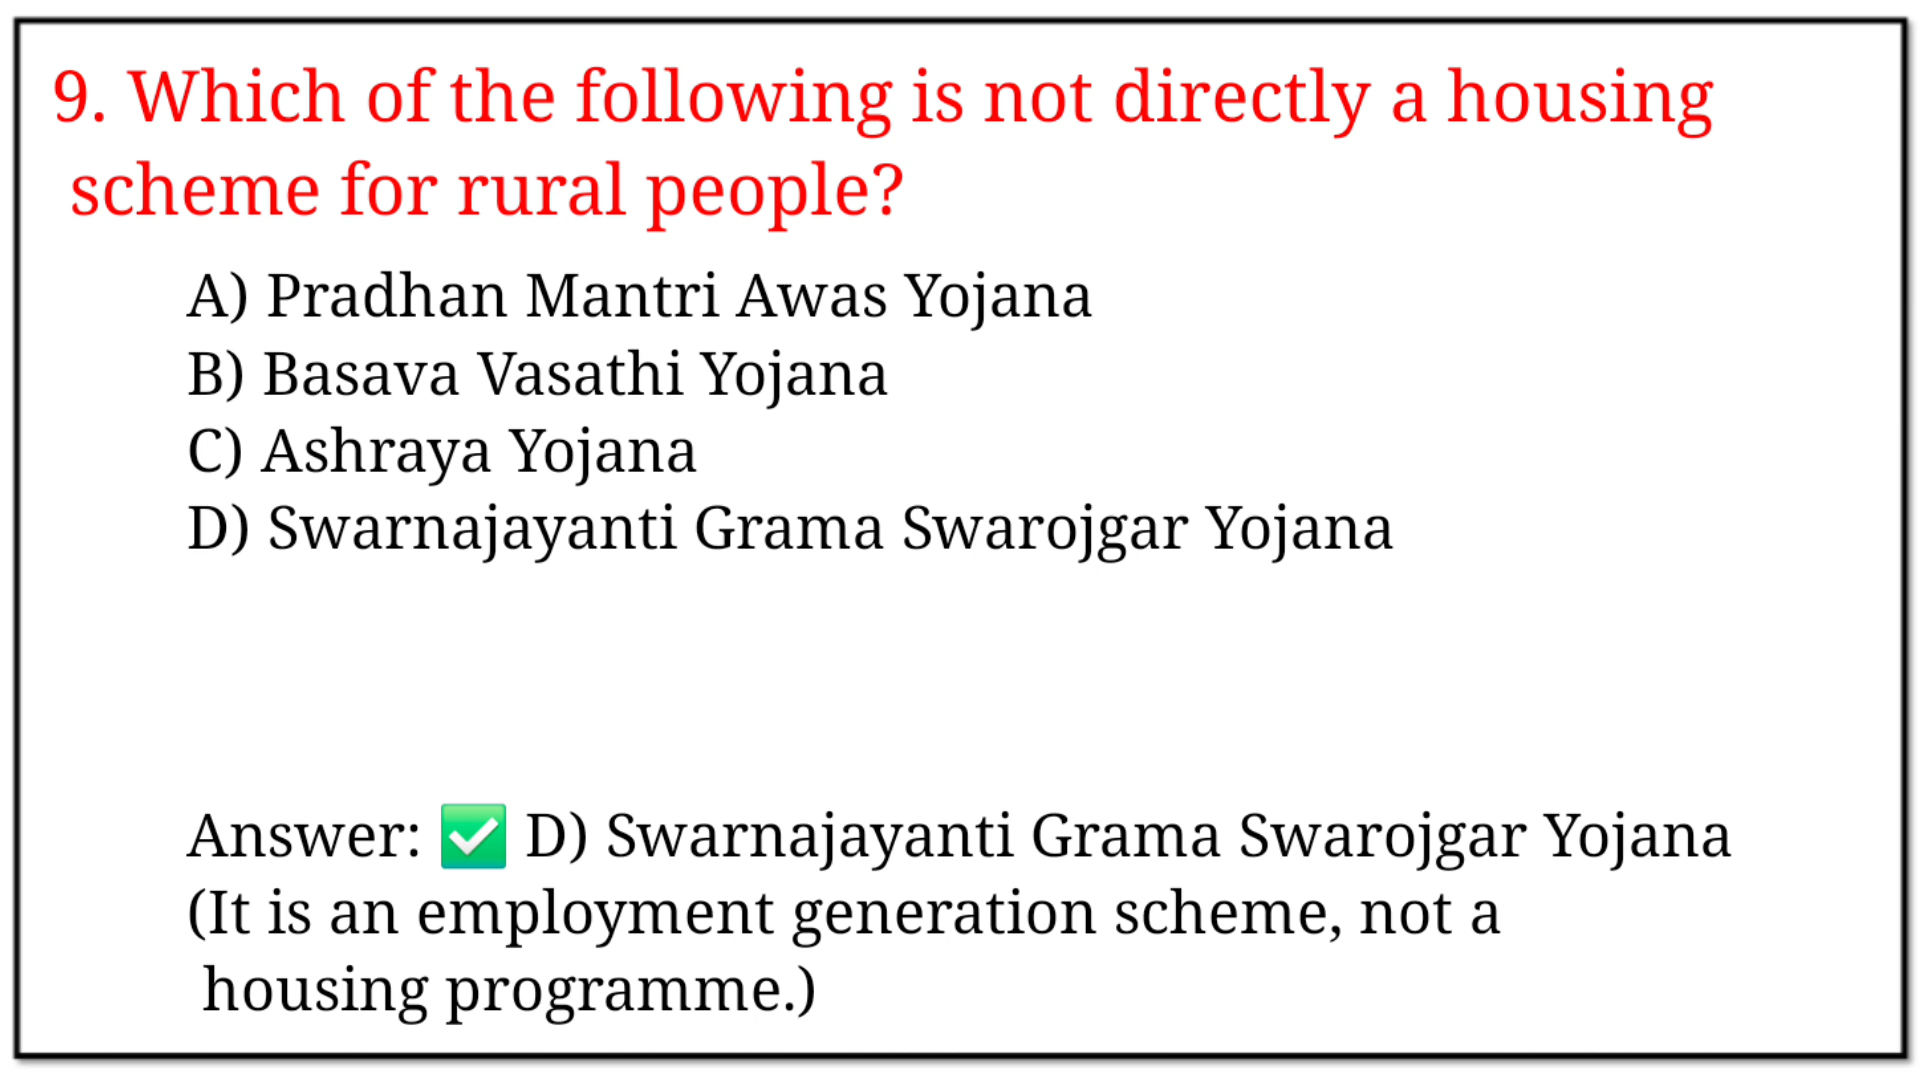 9. Which of the following is not directly a housing
scheme for rural people?
A) Pradhan Mantri Awas Yojana
B) Basava Vasathi Yojana
C) Ashraya Yojana
D) Swarnajayanti Grama Swarojgar Yojana
Answer: ✅ D) Swarnajayanti Grama Swarojgar Yojana
(It is an employment generation scheme, not a
housing programme.)